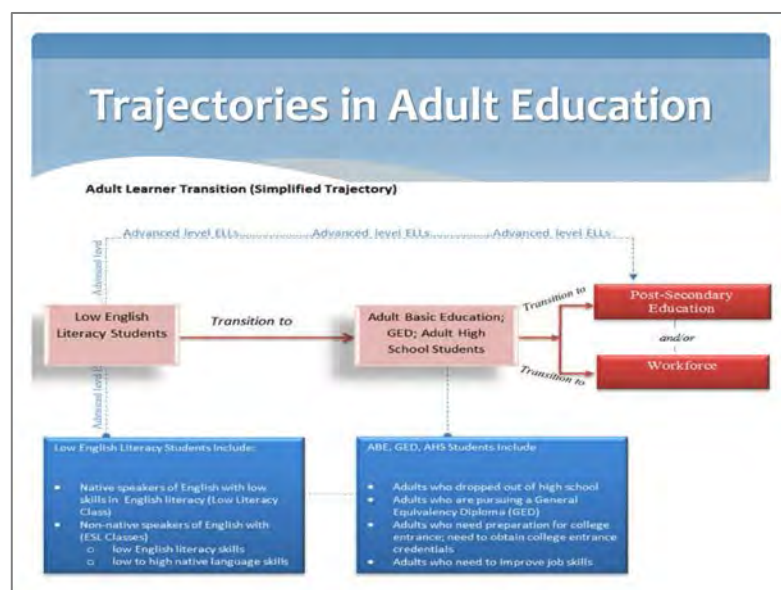 Trajectories in Adult Education
Adult Learner Transition (Simplified Trajectory)
Advanced level ELLs Advanced level ELLs Advanced level ELLs
Advanced level
Low English
Literacy Students
Transition to
Adult Basic Education;
GED; Adult High
School Students
Transition to
Post-Secondary
Education
and/or
Transition to
Workforce
Advanced level
Low English Literacy Students Include:
• Native speakers of English with low
skills in English literacy (Low Literacy
Class)
• Non-native speakers of English with
(ESL Classes)
o low English literacy skills
o low to high native language skills
ABE, GED, AHS Students Include
• Adults who dropped out of high school
• Adults who are pursuing a General
Equivalency Diploma (GED)
• Adults who need preparation for college
entrance; need to obtain college entrance
credentials
• Adults who need to improve job skills